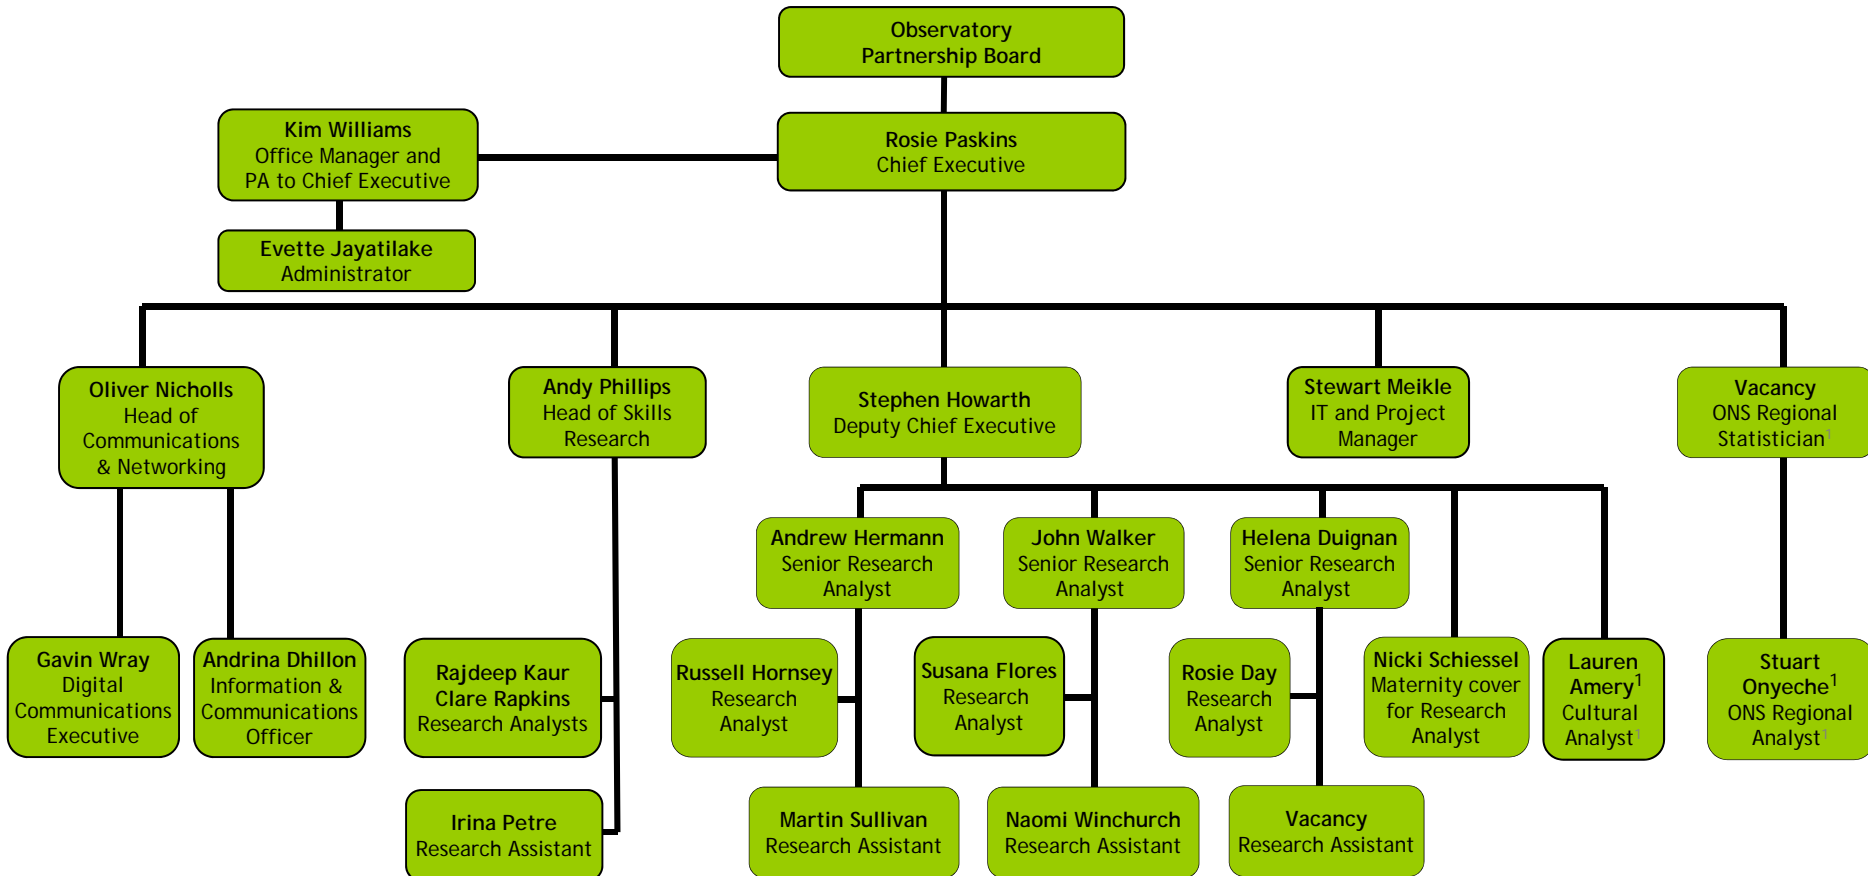 Observatory
Partnership Board
Kim Williams
Office Manager and
PA to Chief Executive
Rosie Paskins
Chief Executive
Evette Jayatilake
Administrator
Oliver Nicholls
Head of
Communications
& Networking
Andy Phillips
Head of Skills
Research
Stephen Howarth
Deputy Chief Executive
Stewart Meikle
IT and Project
Manager
Vacancy
ONS Regional
Statistician¹
Andrew Hermann
Senior Research
Analyst
John Walker
Senior Research
Analyst
Helena Duignan
Senior Research
Analyst
Gavin Wray
Digital
Communications
Executive
Andrina Dhillon
Information &
Communications
Officer
Rajdeep Kaur
Clare Rapkins
Research Analysts
Russell Hornsey
Research
Analyst
Susana Flores
Research
Analyst
Rosie Day
Research
Analyst
Nicki Schiessel
Maternity cover
for Research
Analyst
Lauren
Amery¹
Cultural
Analyst¹
Stuart
Onyeche¹
ONS Regional
Analyst¹
Irina Petre
Research Assistant
Martin Sullivan
Research Assistant
Naomi Winchurch
Research Assistant
Vacancy
Research Assistant